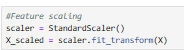 #Feature scaling
scaler = StandardScaler()
X_scaled = scaler.fit_transform(X)